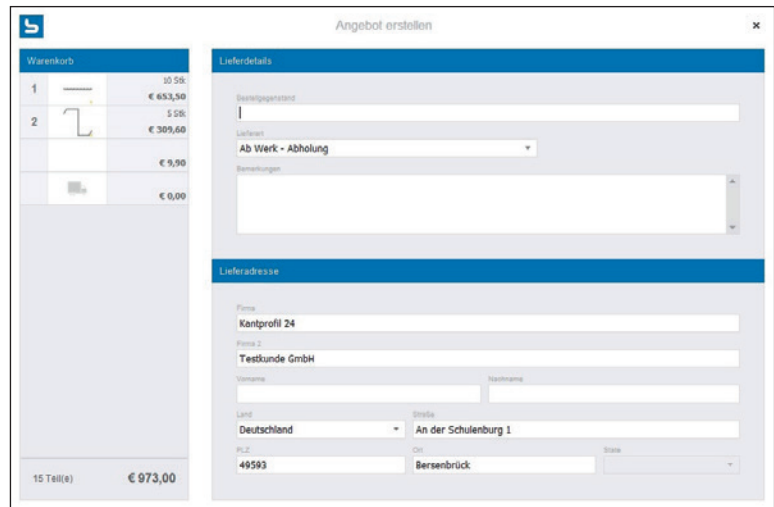 Angebot erstellen
Warenkorb
1
10 Stk
€ 653,50
2
5 Stk
€ 309,60
€ 9,90
€ 0,00
15 Teil(e) € 973,00
Lieferdetails
Bestellgegenstand
Lieferart
Ab Werk - Abholung
Bemerkungen
Lieferadresse
Firma
Kantprofil 24
Firma 2
Testkunde GmbH
Vorname Nachname
Land Straße
Deutschland An der Schulenburg 1
PLZ Ort State
49593 Bersenbrück